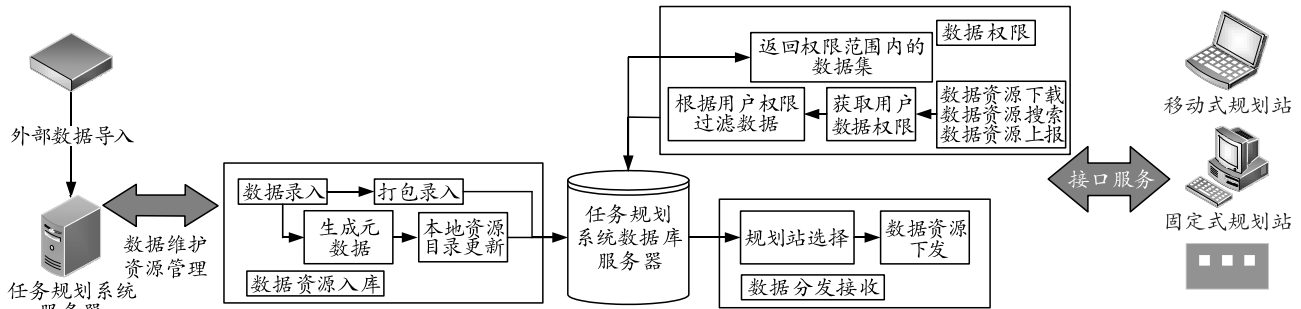 外部数据导入
任务规划系统
服务器
数据维护
资源管理
数据录入
打包录入
生成元
数据
本地资源
目录更新
数据资源入库
任务规划
系统数据库
服务器
返回权限范围内的
数据集
数据权限
根据用户权限
过滤数据
获取用户
数据权限
数据资源下载
数据资源搜索
数据资源上报
规划站选择
数据资源
下发
数据分发接收
接口服务
移动式规划站
固定式规划站